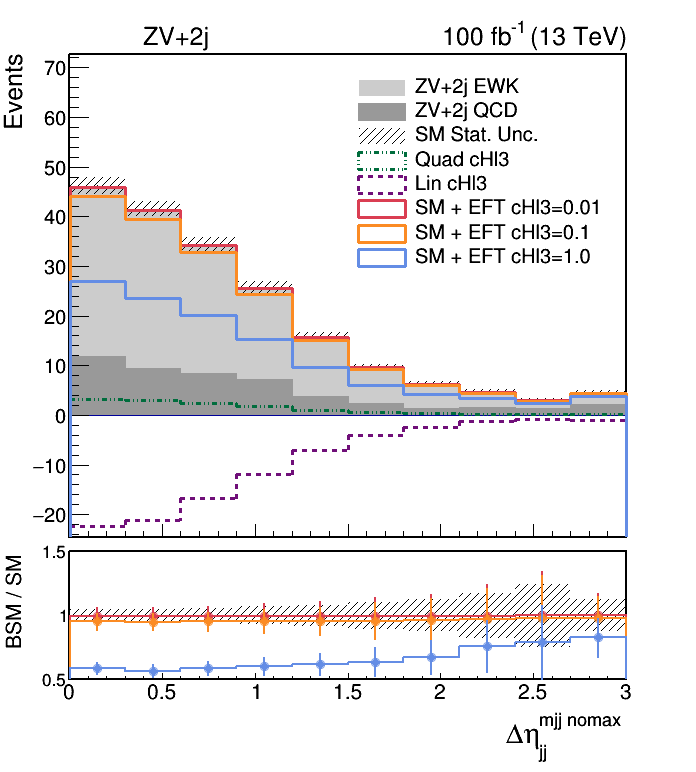 ZV+2j 100 fb-1 (13 TeV)
Events
70
60
50
40
30
20
10
0
−10
−20
ZV+2j EWK
ZV+2j QCD
SM Stat. Unc.
Quad cHl3
Lin cHl3
SM + EFT cHl3=0.01
SM + EFT cHl3=0.1
SM + EFT cHl3=1.0
BSM / SM
1.5
1
0.5
0 0.5 1 1.5 2 2.5 3
Δηjj mjj nomax